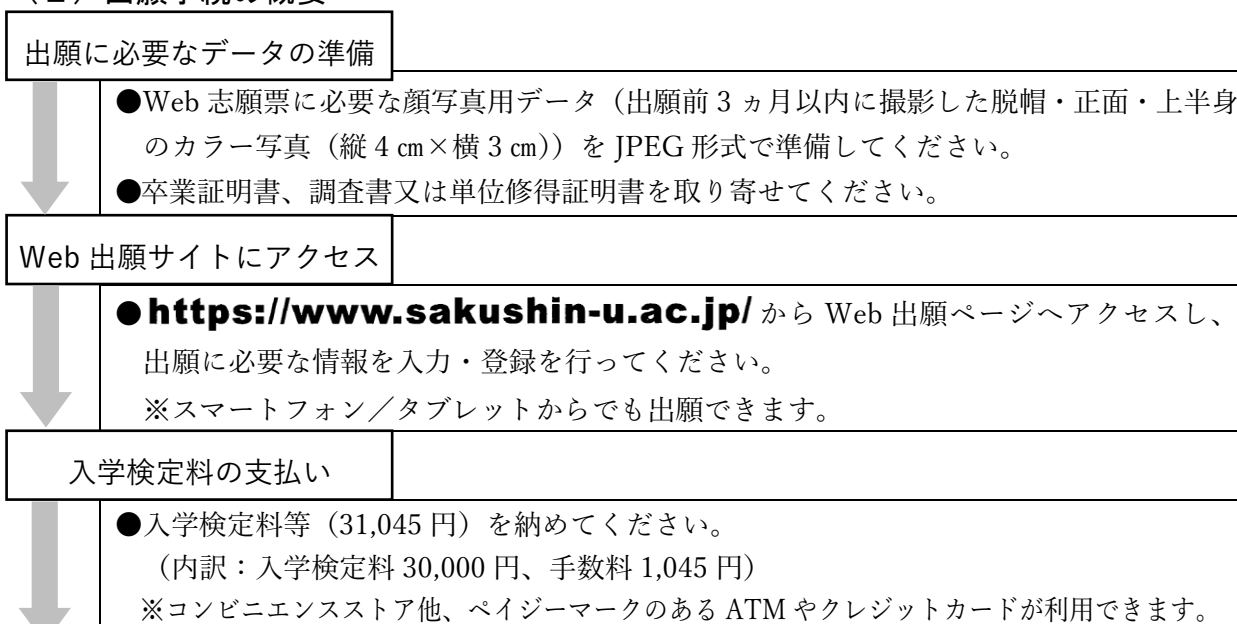 出願に必要なデータの準備
●Web 志願票に必要な顔写真用データ（出願前 3 ヵ月以内に撮影した脱帽・正面・上半身
のカラー写真（縦 4 ㎝×横 3 ㎝））を JPEG 形式で準備してください。
●卒業証明書、調査書又は単位修得証明書を取り寄せてください。
Web 出願サイトにアクセス
●https://www.sakushin-u.ac.jp/ から Web 出願ページへアクセスし、
出願に必要な情報を入力・登録を行ってください。
※スマートフォン／タブレットからでも出願できます。
入学検定料の支払い
●入学検定料等（31,045 円）を納めてください。
（内訳：入学検定料 30,000 円、手数料 1,045 円）
※コンビニエンスストア他、ペイジーマークのある ATM やクレジットカードが利用できます。